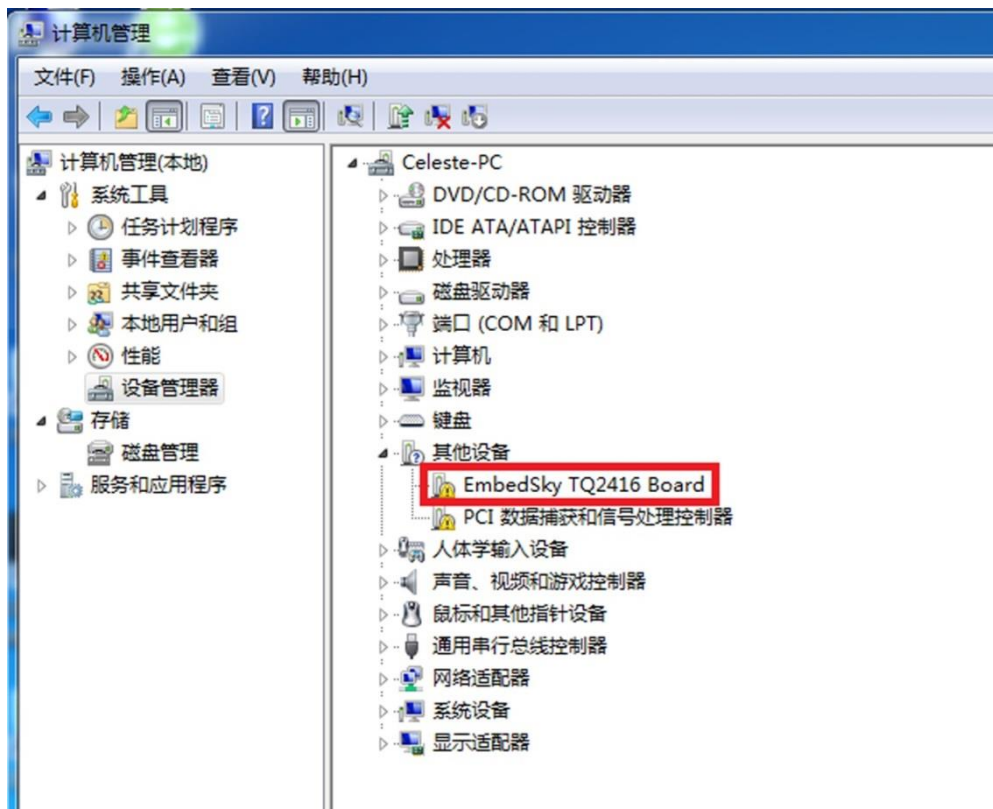 计算机管理
文件(F) 操作(A) 查看(V) 帮助(H)
计算机管理(本地)
系统工具
任务计划程序
事件查看器
共享文件夹
本地用户和组
性能
设备管理器
存储
磁盘管理
服务和应用程序
Celeste-PC
DVD/CD-ROM 驱动器
IDE ATA/ATAPI 控制器
处理器
磁盘驱动器
端口 (COM 和 LPT)
计算机
监视器
键盘
其他设备
EmbedSky TQ2416 Board
PCI 数据捕获和信号处理控制器
人体学输入设备
声音、视频和游戏控制器
鼠标和其他指针设备
通用串行总线控制器
网络适配器
系统设备
显示适配器